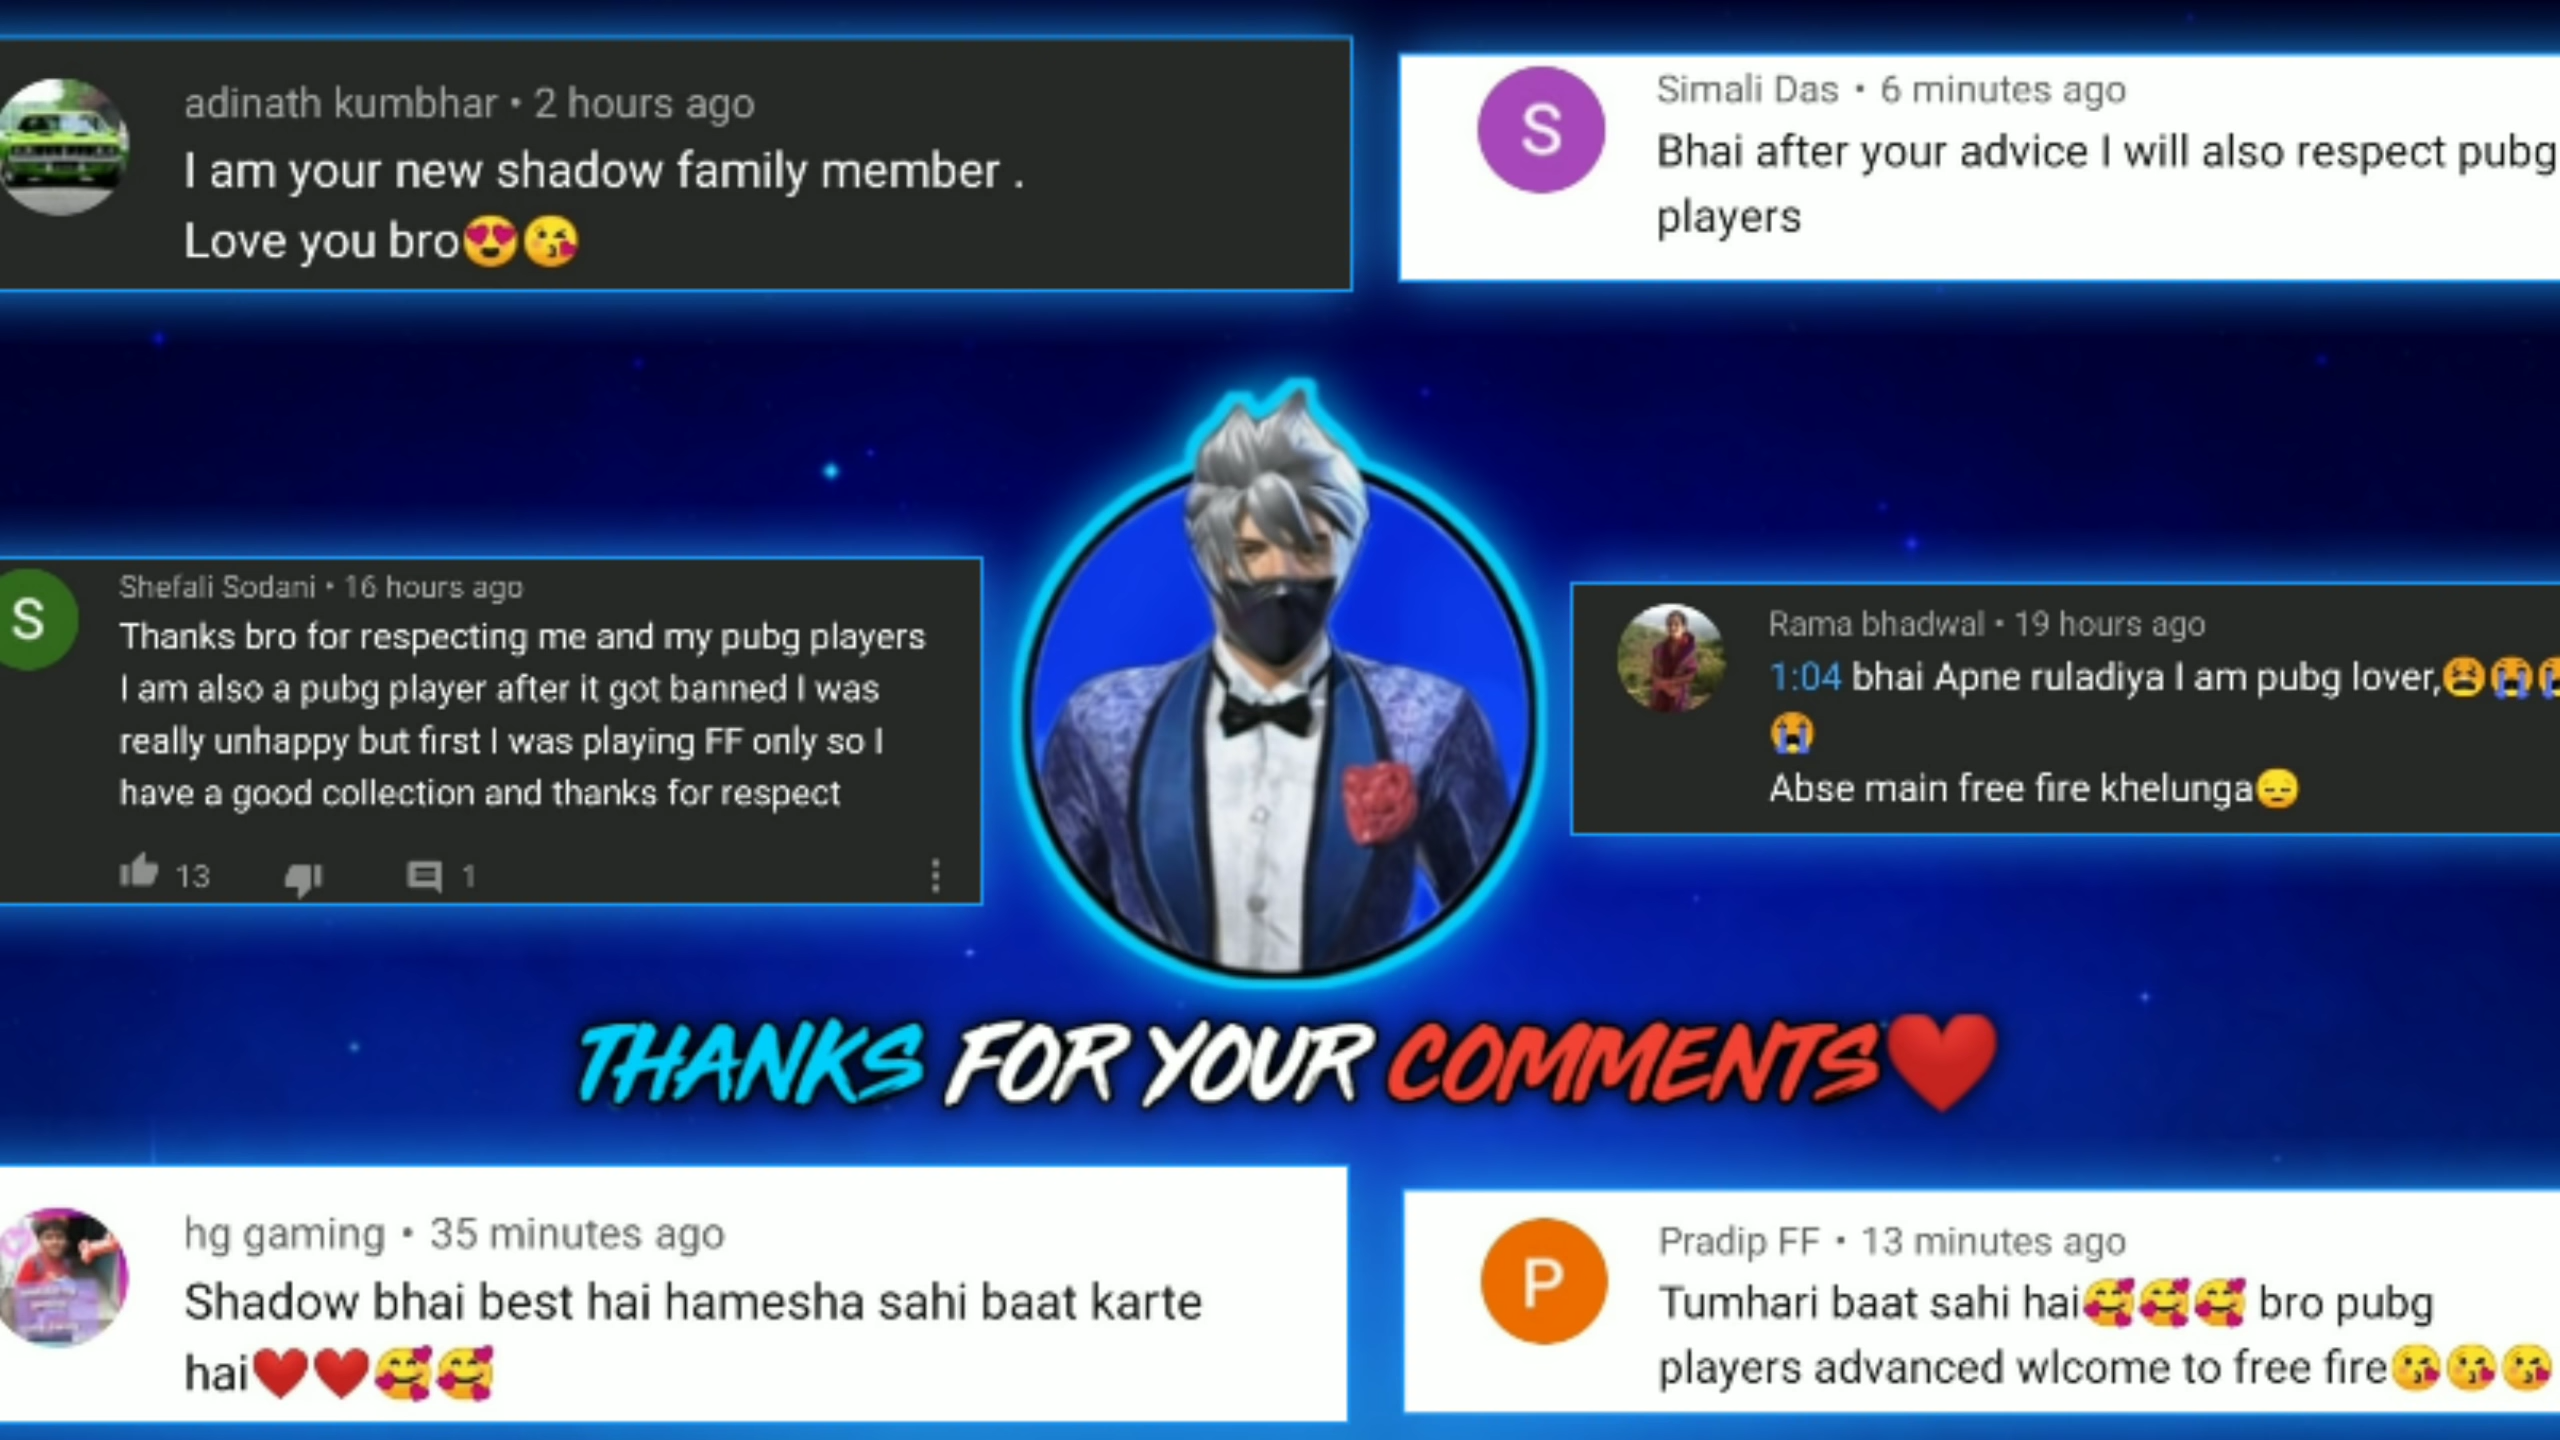 adinath kumbhar • 2 hours ago
I am your new shadow family member .
Love you bro😍😘
S
Simali Das • 6 minutes ago
Bhai after your advice I will also respect pubg
players
S
Shefali Sodani • 16 hours ago
Thanks bro for respecting me and my pubg players
I am also a pubg player after it got banned I was
really unhappy but first I was playing FF only so I
have a good collection and thanks for respect
13
1
Rama bhadwal • 19 hours ago
1:04 bhai Apne ruladiya I am pubg lover,😫😭😭
😭
Abse main free fire khelunga😔
THANKS FOR YOUR COMMENTS❤️
hg gaming • 35 minutes ago
Shadow bhai best hai hamesha sahi baat karte
hai❤️❤️🥰🥰
P
Pradip FF • 13 minutes ago
Tumhari baat sahi hai🥰🥰🥰 bro pubg
players advanced wlcome to free fire😘😘😘